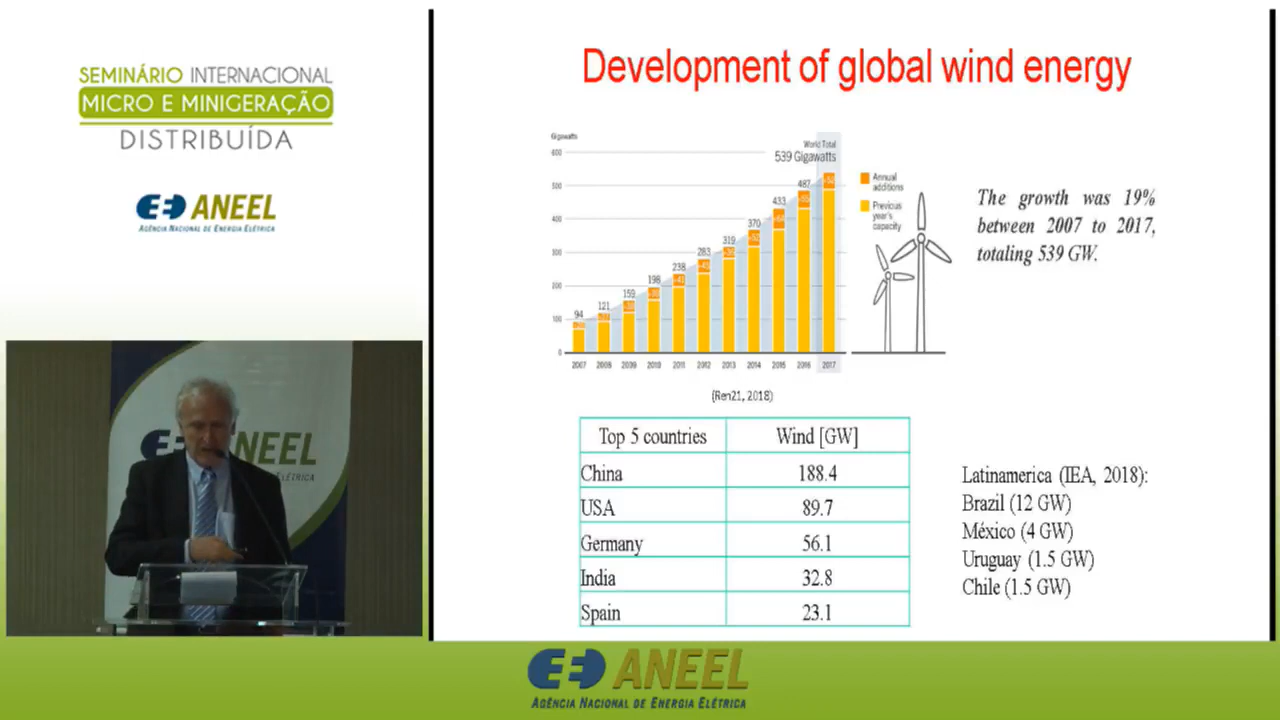 SEMINÁRIO INTERNACIONAL
MICRO E MINIGERAÇÃO
DISTRIBUÍDA
ANEEL
AGÊNCIA NACIONAL DE ENERGIA ELÉTRICA
Development of global wind energy
Gigawatts
World Total
539 Gigawatts
600
500
400
300
200
100
0
94
121
159
198
238
283
319
370
433
487
2007
2008
2009
2010
2011
2012
2013
2014
2015
2016
2017
Annual
additions
Previous
year's
capacity
The growth was 19%
between 2007 to 2017,
totaling 539 GW.
(Ren21, 2018)
Top 5 countries Wind [GW]
China 188.4
USA 89.7
Germany 56.1
India 32.8
Spain 23.1
Latinamerica (IEA, 2018):
Brazil (12 GW)
México (4 GW)
Uruguay (1.5 GW)
Chile (1.5 GW)
ANEEL
ELÉTRICA
ANEEL
AGÊNCIA NACIONAL DE ENERGIA ELÉTRICA